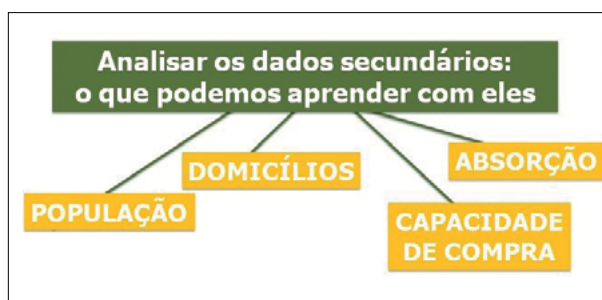 Analisar os dados secundários:
o que podemos aprender com eles
POPULAÇÃO
DOMICÍLIOS
CAPACIDADE
DE COMPRA
ABSORÇÃO